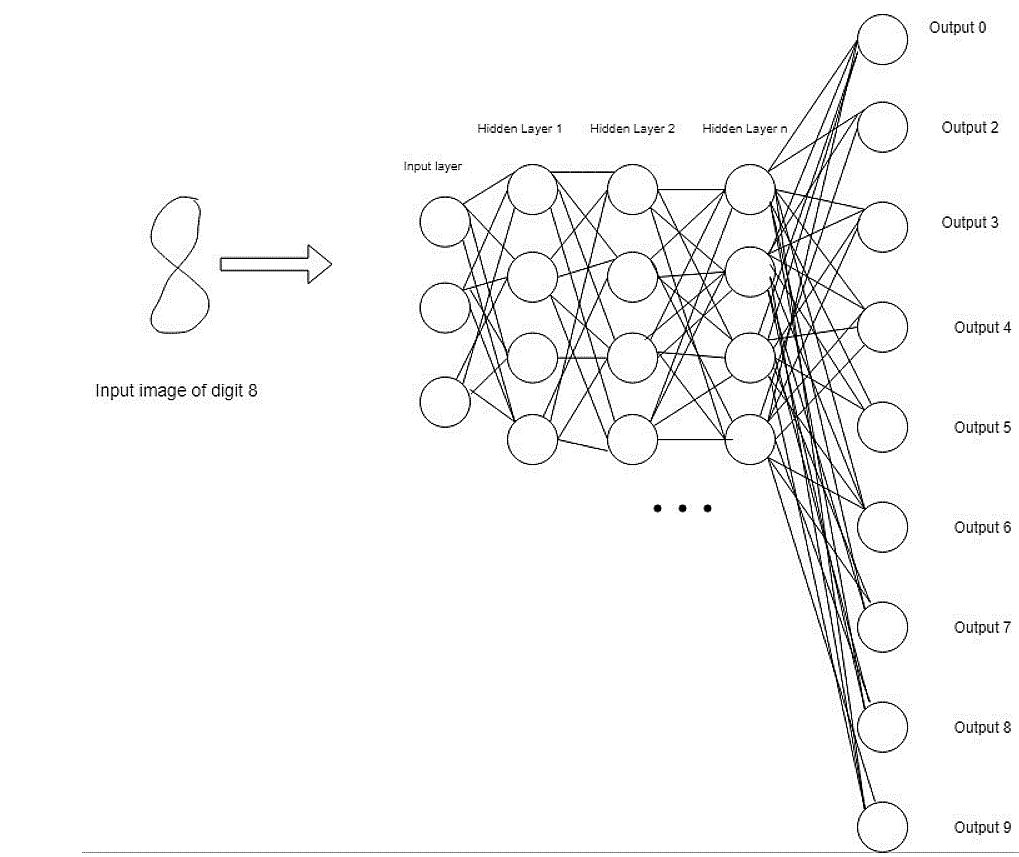 Output 0
Hidden Layer 1
Hidden Layer 2
Hidden Layer n
Output 2
Input layer
Output 3
Output 4
Input image of digit 8
Output 5
Output 6
Output 7
Output 8
Output 9